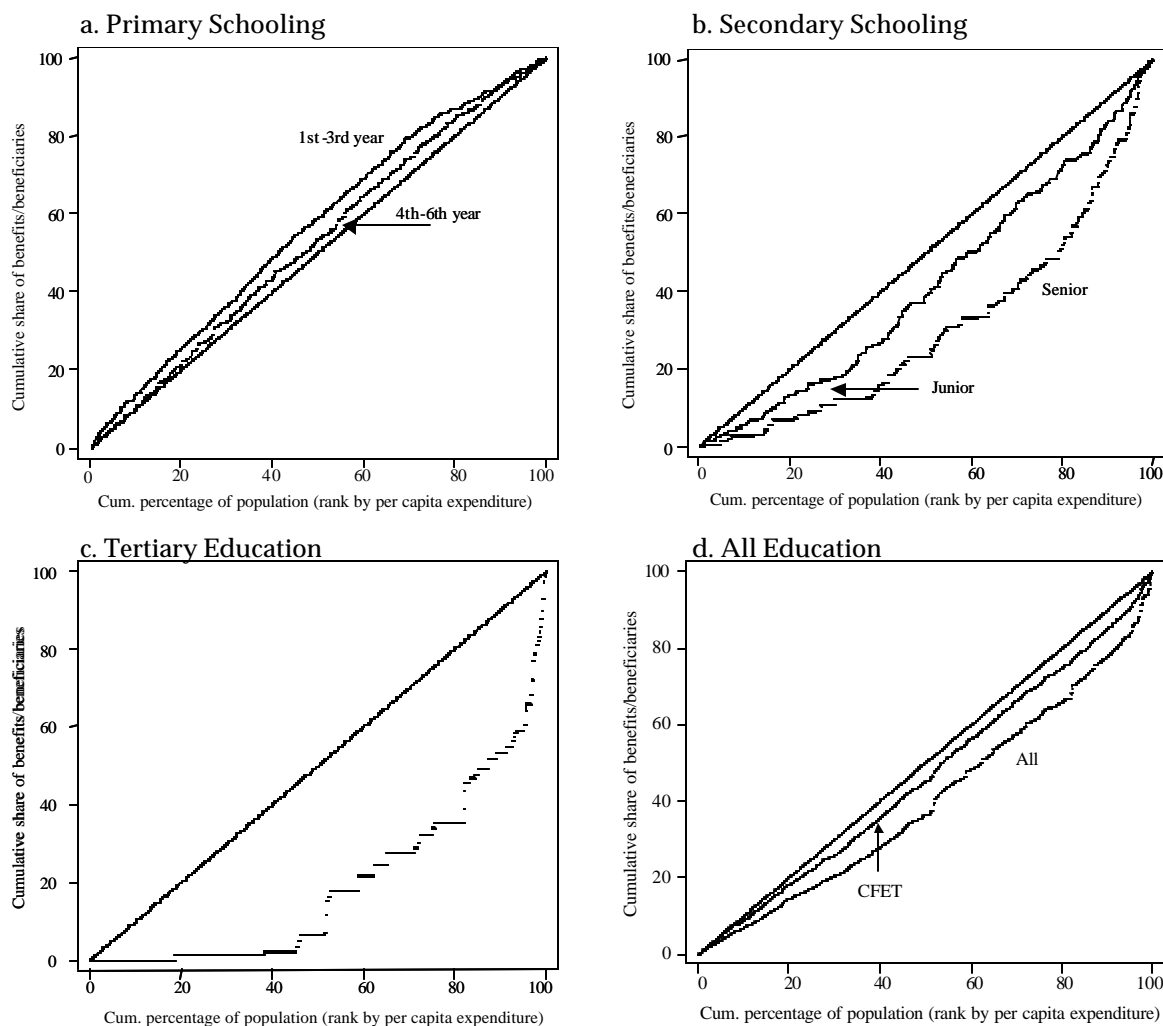 a. Primary Schooling
100
80
60
40
20
0
1st-3rd year
4th-6th year
0 20 40 60 80 100
Cumulative share of benefits/beneficiaries
Cum. percentage of population (rank by per capita expenditure)
b. Secondary Schooling
100
80
60
40
20
0
Senior
Junior
0 20 40 60 80 100
Cumulative share of benefits/beneficiaries
Cum. percentage of population (rank by per capita expenditure)
c. Tertiary Education
100
80
60
40
20
0
0 20 40 60 80 100
Cumulative share of benefits/beneficiaries
Cum. percentage of population (rank by per capita expenditure)
d. All Education
100
80
60
40
20
0
All
CFET
0 20 40 60 80 100
Cumulative share of benefits/beneficiaries
Cum. percentage of population (rank by per capita expenditure)